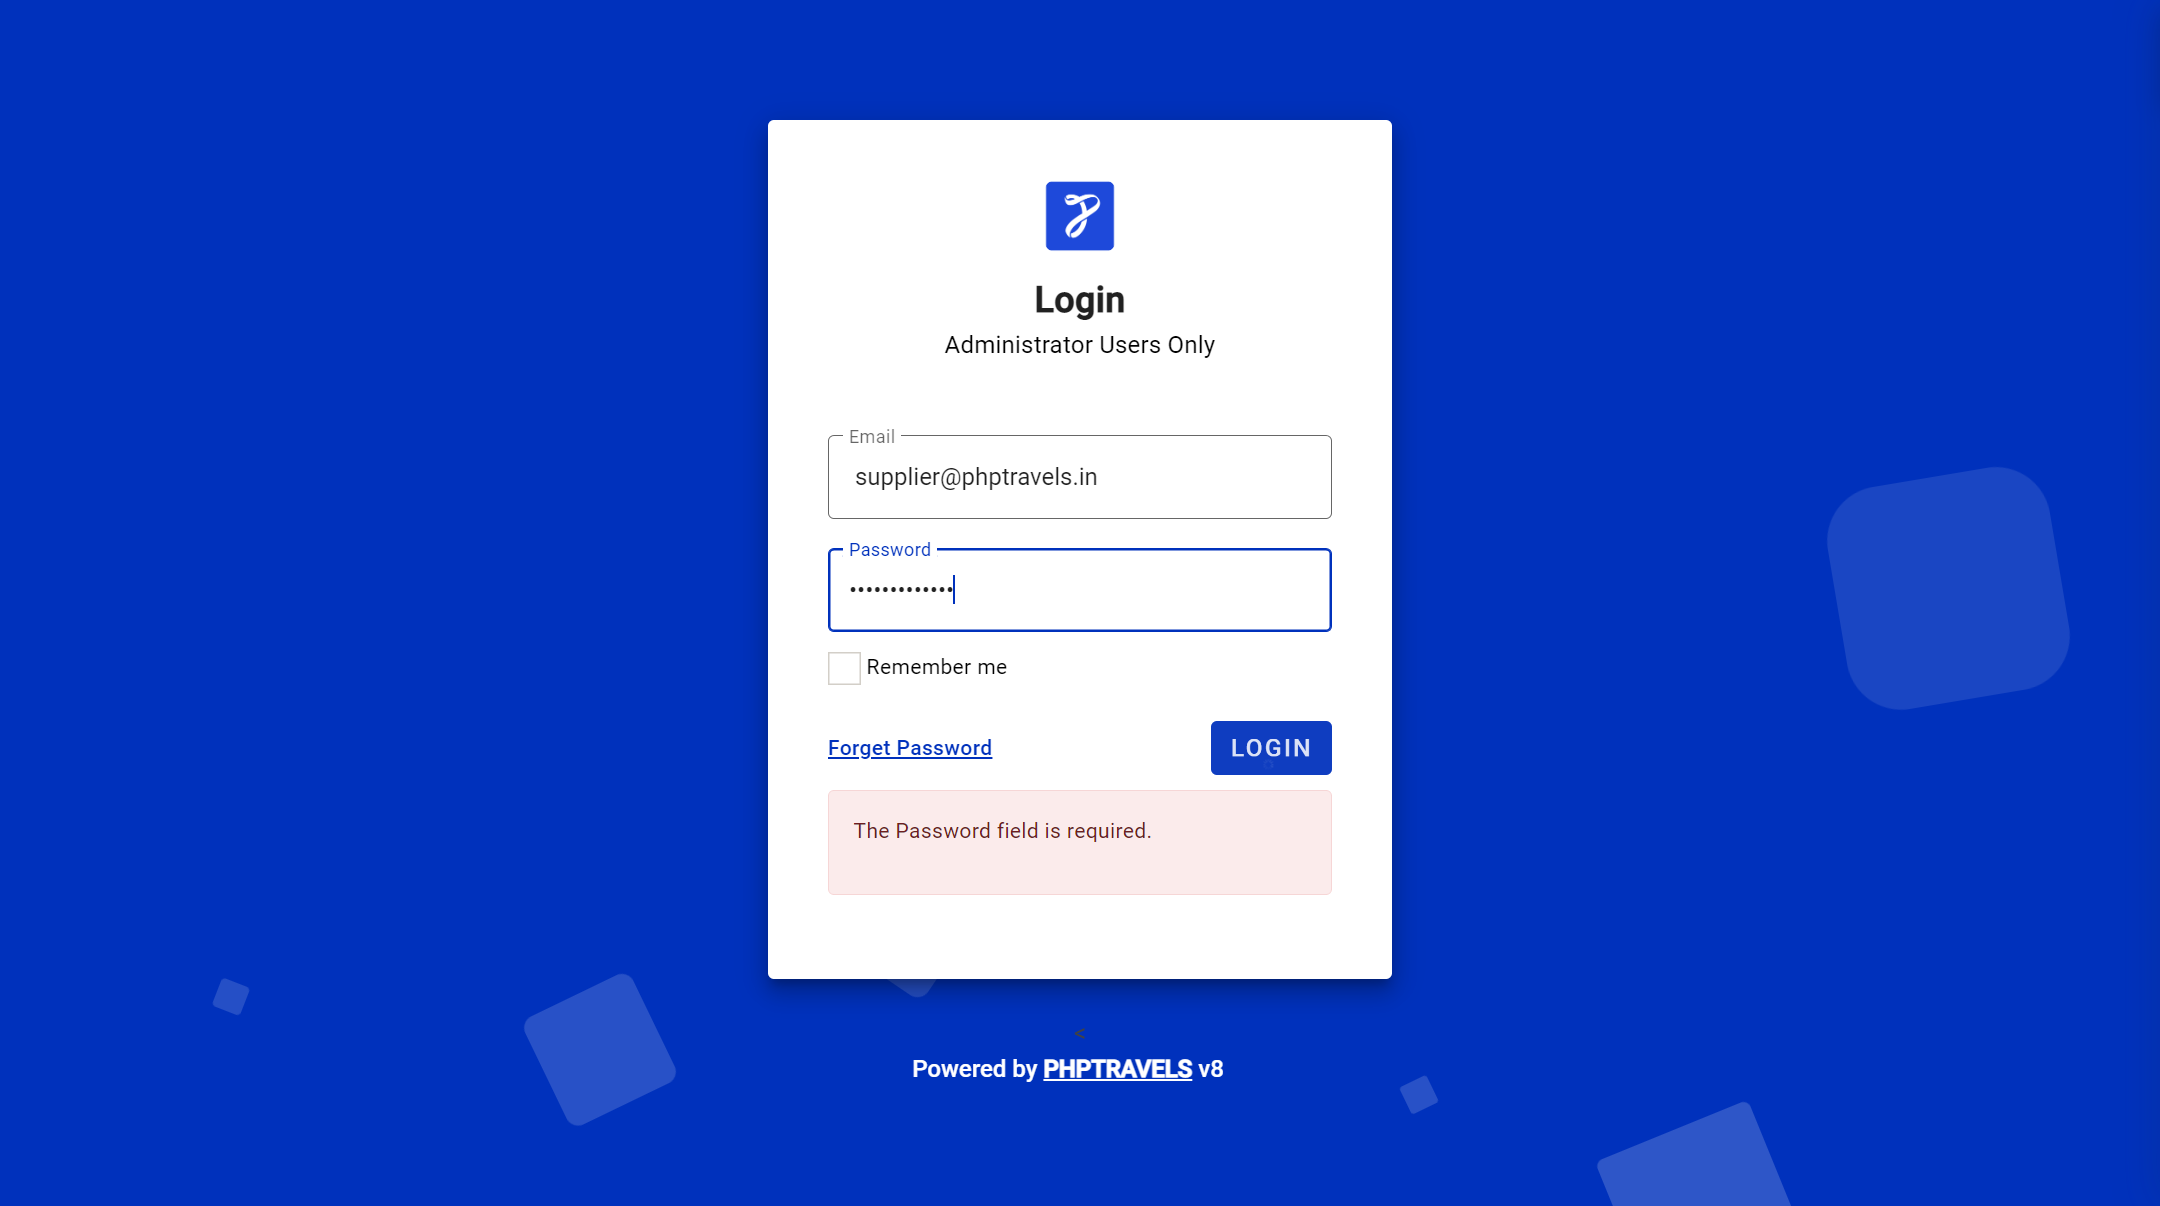 Login
Administrator Users Only
Email
supplier@phptravels.in
Password
•••••••••••••
Remember me
Forget Password
LOGIN
The Password field is required.
<
Powered by PHPTRAVELS v8